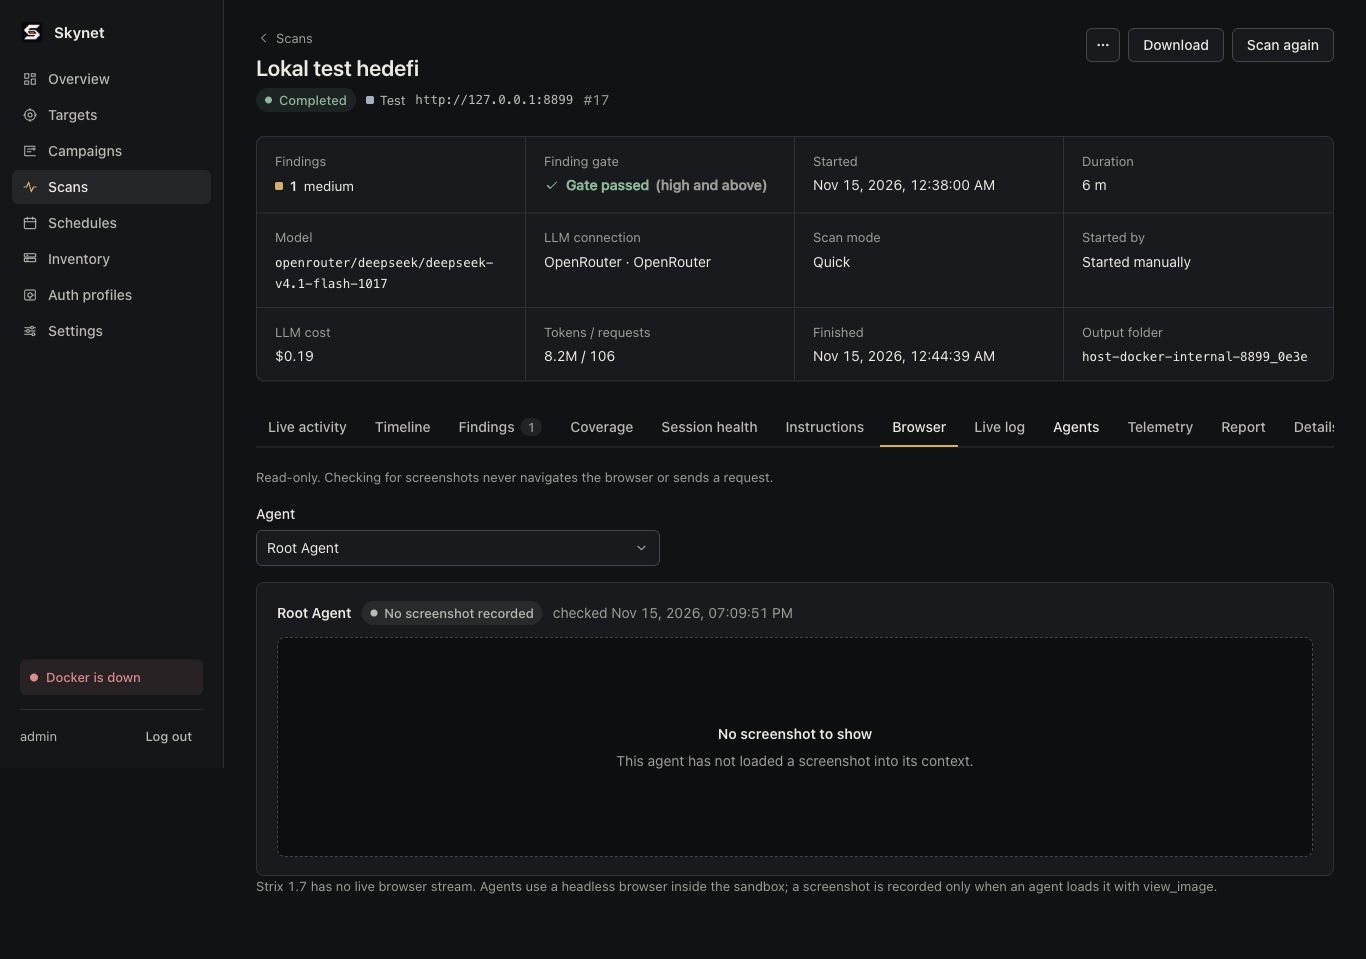 Skynet
Overview
Targets
Campaigns
Scans
Schedules
Inventory
Auth profiles
Settings
Docker is down
admin
Log out
Scans
Lokal test hedefi
Completed
Test
http://127.0.0.1:8899
#17
...
Download
Scan again
Findings
1 medium
Finding gate
Gate passed (high and above)
Started
Nov 15, 2026, 12:38:00 AM
Duration
6 m
Model
openrouter/deepseek/deepseek-
v4.1-flash-1017
LLM connection
OpenRouter · OpenRouter
Scan mode
Quick
Started by
Started manually
LLM cost
$0.19
Tokens / requests
8.2M / 106
Finished
Nov 15, 2026, 12:44:39 AM
Output folder
host-docker-internal-8899_0e3e
Live activity
Timeline
Findings 1
Coverage
Session health
Instructions
Browser
Live log
Agents
Telemetry
Report
Details
Read-only. Checking for screenshots never navigates the browser or sends a request.
Agent
Root Agent
Root Agent
No screenshot recorded
checked Nov 15, 2026, 07:09:51 PM
No screenshot to show
This agent has not loaded a screenshot into its context.
Strix 1.7 has no live browser stream. Agents use a headless browser inside the sandbox; a screenshot is recorded only when an agent loads it with view_image.